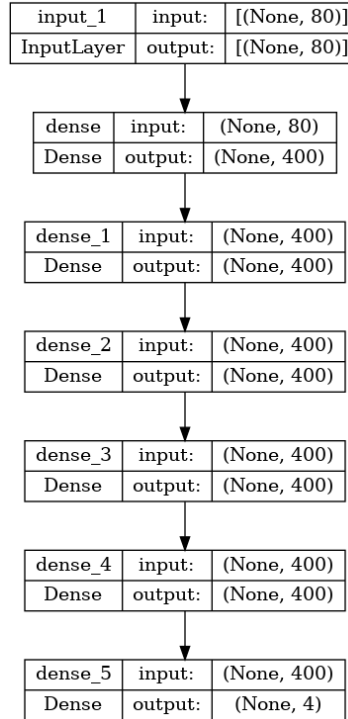 input_1 input: [(None, 80)]
InputLayer output: [(None, 80)]
dense input: (None, 80)
Dense output: (None, 400)
dense_1 input: (None, 400)
Dense output: (None, 400)
dense_2 input: (None, 400)
Dense output: (None, 400)
dense_3 input: (None, 400)
Dense output: (None, 400)
dense_4 input: (None, 400)
Dense output: (None, 400)
dense_5 input: (None, 400)
Dense output: (None, 4)